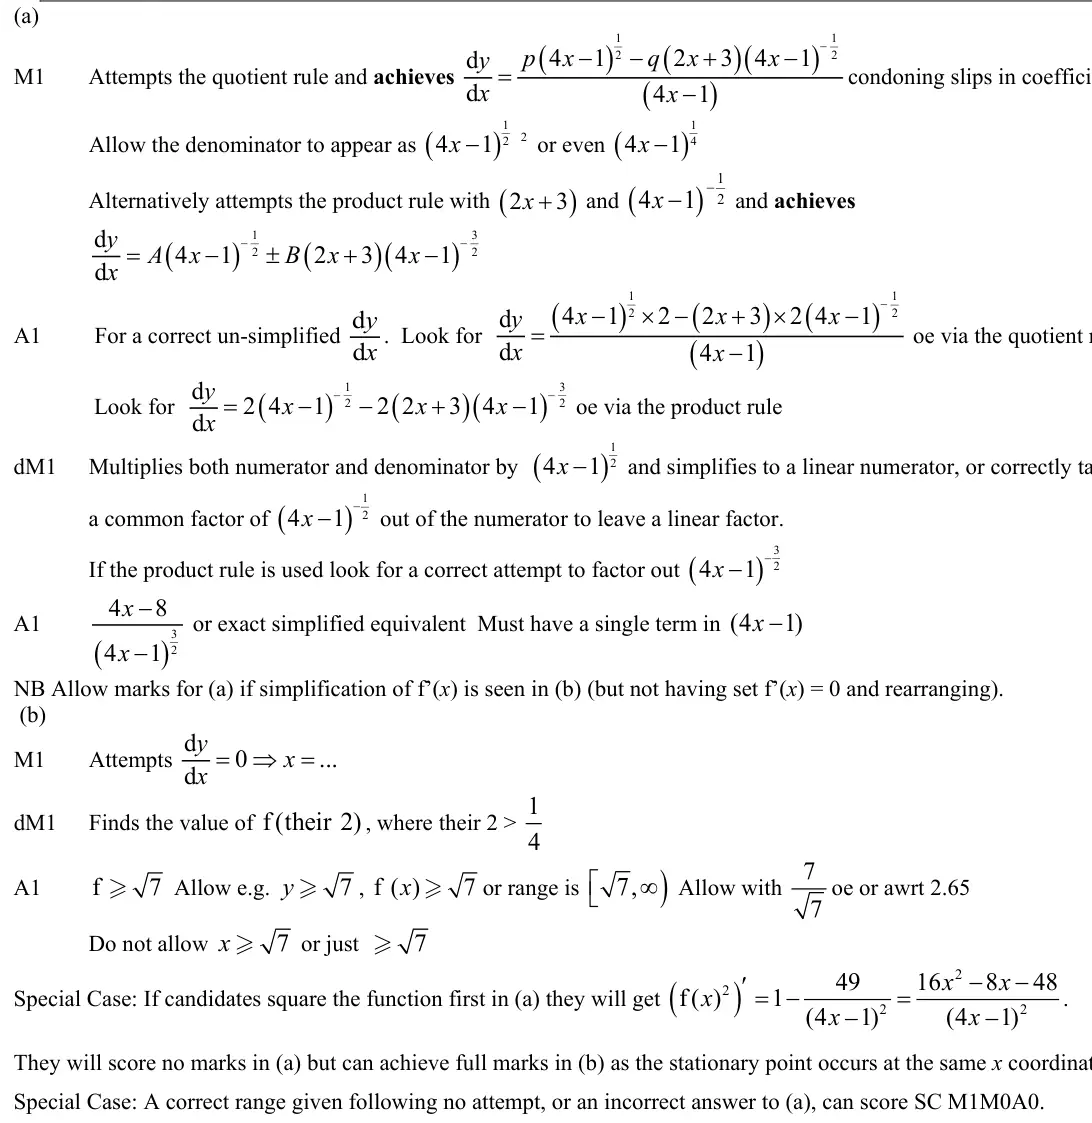 (a)
M1 Attempts the quotient rule and achieves dy/dx = (p(4x−1)^(1/2) − q(2x+3)(4x−1)^(−1/2))/(4x−1) condoning slips in coeffici
Allow the denominator to appear as (4x−1)^(1/2) ^2 or even (4x−1)^(1/4)
Alternatively attempts the product rule with (2x+3) and (4x−1)^(−1/2) and achieves
dy/dx = A(4x−1)^(−1/2) ± B(2x+3)(4x−1)^(−3/2)
A1 For a correct un-simplified dy/dx. Look for dy/dx = ((4x−1)^(1/2)×2−(2x+3)×2(4x−1)^(−1/2))/(4x−1) oe via the quotient r
Look for dy/dx = 2(4x−1)^(−1/2) − 2(2x+3)(4x−1)^(−3/2) oe via the product rule
dM1 Multiplies both numerator and denominator by (4x−1)^(1/2) and simplifies to a linear numerator, or correctly ta
a common factor of (4x−1)^(−1/2) out of the numerator to leave a linear factor.
If the product rule is used look for a correct attempt to factor out (4x−1)^(−3/2)
A1 (4x−8)/(4x−1)^(3/2) or exact simplified equivalent Must have a single term in (4x−1)
NB Allow marks for (a) if simplification of f'(x) is seen in (b) (but not having set f'(x) = 0 and rearranging).
(b)
M1 Attempts dy/dx = 0 ⇒ x = ...
dM1 Finds the value of f(their 2), where their 2 > 1/4
A1 f ⩾ √7 Allow e.g. y ⩾ √7, f (x) ⩾ √7 or range is [√7,∞) Allow with 7/√7 oe or awrt 2.65
Do not allow x ⩾ √7 or just ⩾ √7
Special Case: If candidates square the function first in (a) they will get (f(x)²)′ = 1 − 49/(4x−1)² = (16x²−8x−48)/(4x−1)².
They will score no marks in (a) but can achieve full marks in (b) as the stationary point occurs at the same x coordinat
Special Case: A correct range given following no attempt, or an incorrect answer to (a), can score SC M1M0A0.